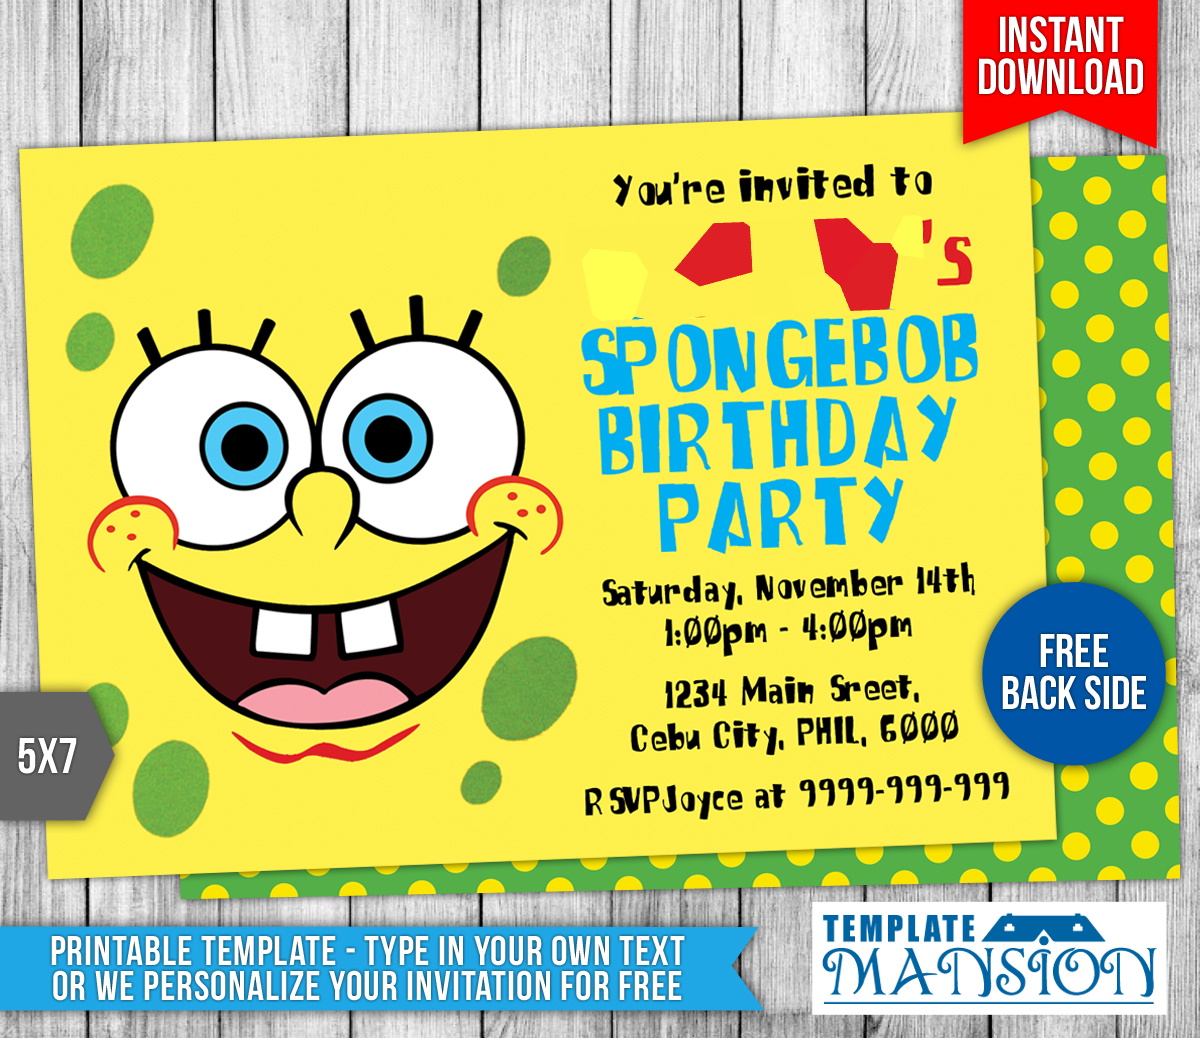 INSTANT
DOWNLOAD
You're invited to
's
SPONGEBOB
BIRTHDAY
PARTY
Saturday, November 14th
1:00pm - 4:00pm
1234 Main Sreet,
Cebu City, PHIL, 6000
RSVPJoyce at 9999-999-999
FREE
BACK SIDE
5X7
PRINTABLE TEMPLATE - TYPE IN YOUR OWN TEXT
OR WE PERSONALIZE YOUR INVITATION FOR FREE
TEMPLATE
MANSION